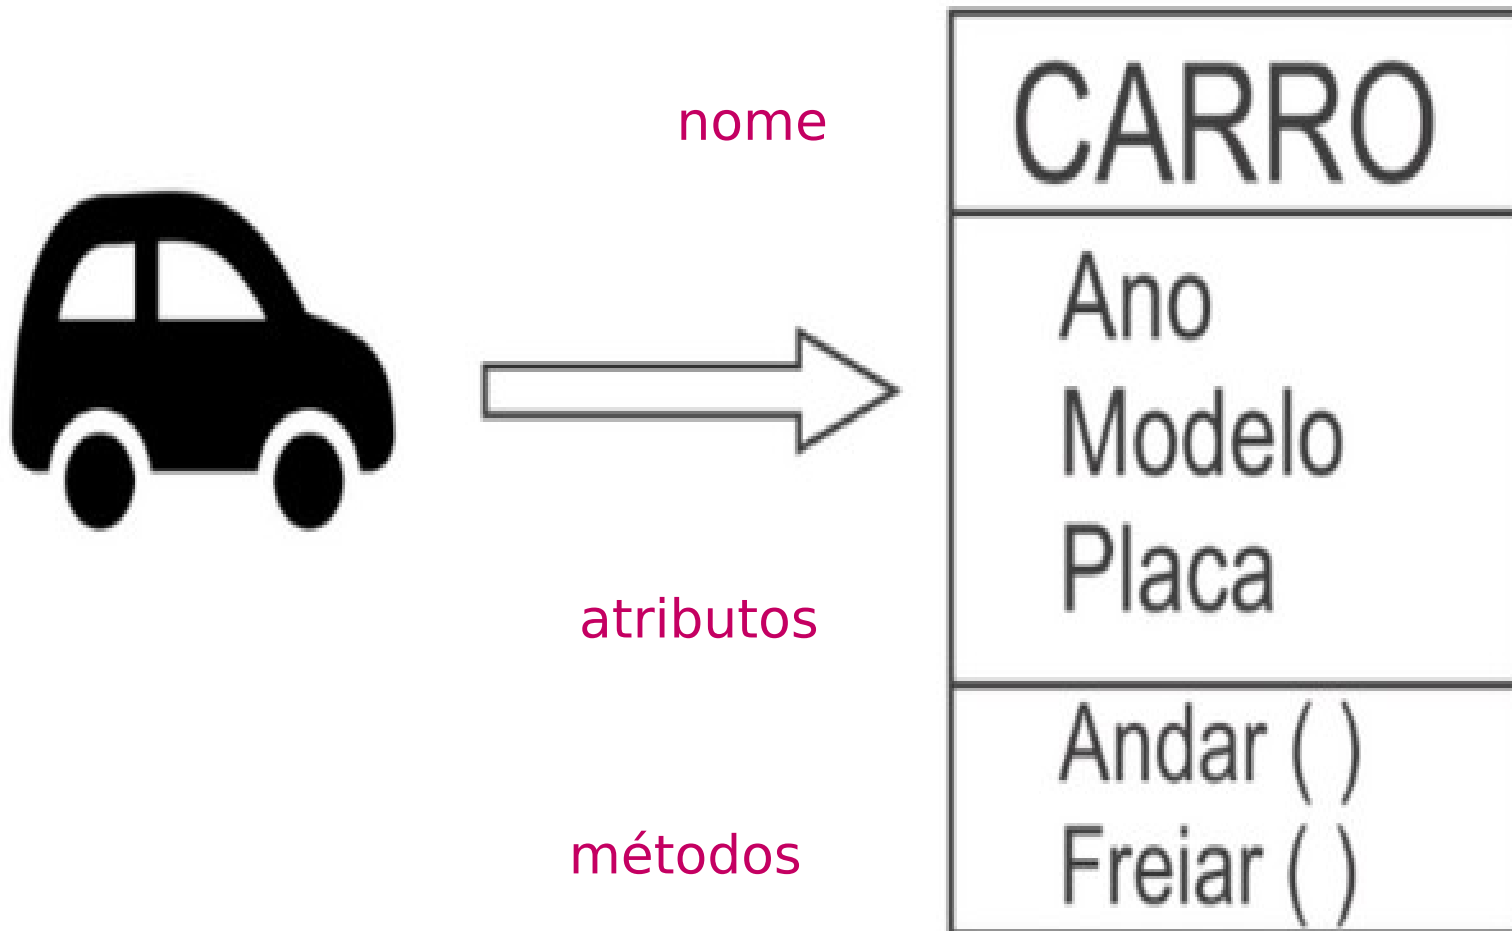 nome
CARRO
Ano
Modelo
Placa
atributos
Andar ( )
métodos
Freiar ( )